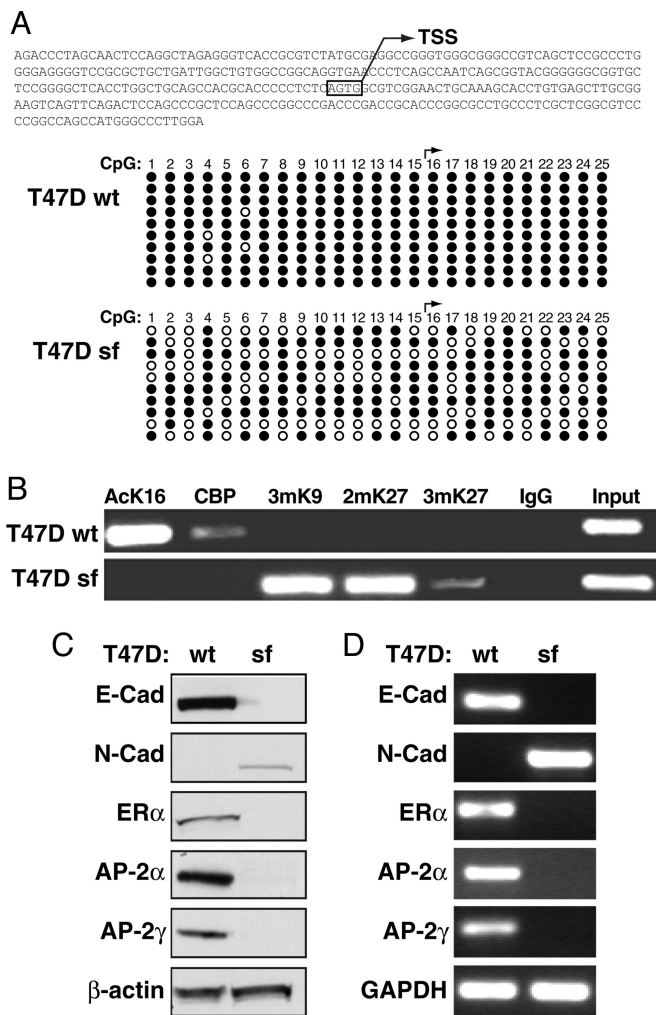 A
TSS
AGACCCTAGCAACTCCAGGCTAGAGGGTCACCGCGTCTATGCGAGGCCGGGTGGGCGGGCCGTCAGCTCCGCCCTG
GGGAGGGGTCCGCGCTGCTGATTGGCTGTGGCCGGCAGGTGAACCCTCAGCCAATCAGCGGTACGGGGGGCGGTGC
TCCGGGGCTCACCTGGCTGCAGCCACGCACCCCCTCTCAGTGGCGTCGGAACTGCAAAGCACCTGTGAGCTTGCGG
AAGTCAGTTCAGACTCCAGCCCGCTCCAGCCCGGCCCGACCCGACCGCACCCGGCGCCTGCCCTCGCTCGGCGTCC
CCGGCCAGCCATGGGCCCTTGGA
CpG: 1 2 3 4 5 6 7 8 9 10 11 12 13 14 15 16 17 18 19 20 21 22 23 24 25
T47D wt
CpG: 1 2 3 4 5 6 7 8 9 10 11 12 13 14 15 16 17 18 19 20 21 22 23 24 25
T47D sf
B
AcK16 CBP 3mK9 2mK27 3mK27 IgG Input
T47D wt
T47D sf
C
T47D: wt sf
E-Cad
N-Cad
ERα
AP-2α
AP-2γ
β-actin
D
T47D: wt sf
E-Cad
N-Cad
ERα
AP-2α
AP-2γ
GAPDH